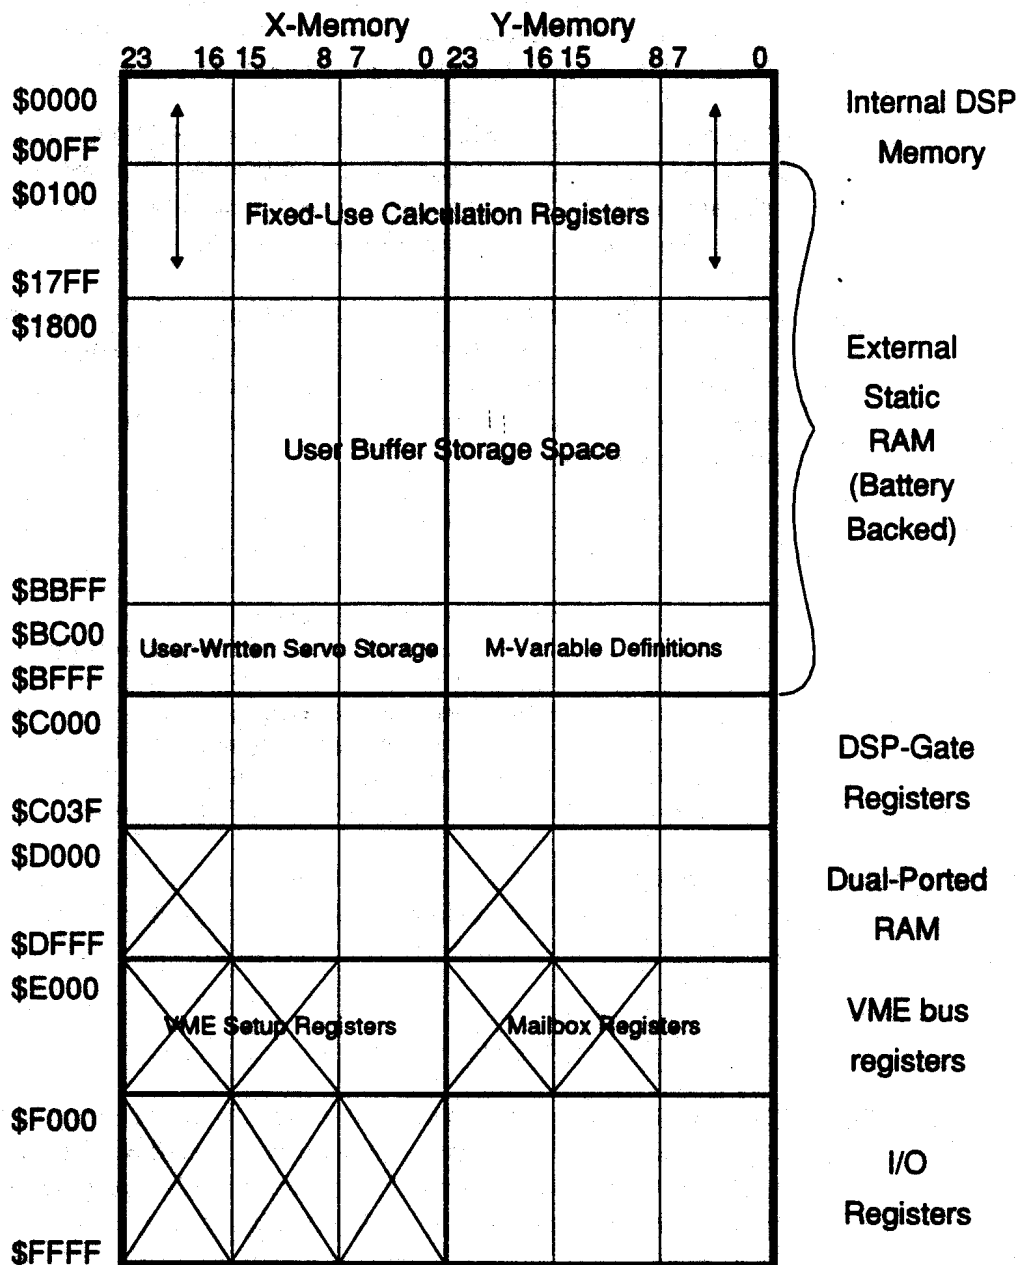 X-Memory Y-Memory
23 16 15 8 7 0 23 16 15 8 7 0
$0000
Internal DSP
Memory
$00FF
$0100
Fixed-Use Calculation Registers
$17FF
$1800
External
Static
RAM
(Battery
Backed)
User Buffer Storage Space
$BBFF
$BC00
User-Written Servo Storage M-Variable Definitions
$BFFF
$C000
DSP-Gate
Registers
$C03F
$D000
Dual-Ported
RAM
$DFFF
$E000
VME Setup Registers Mailbox Registers
VME bus
registers
$F000
I/O
Registers
$FFFF